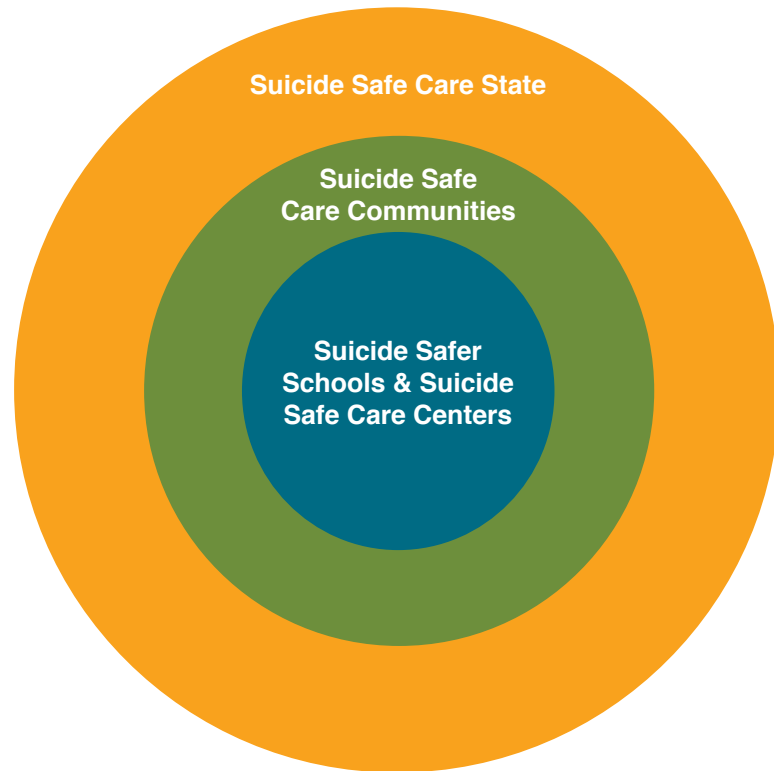 Suicide Safe Care State
Suicide Safe
Care Communities
Suicide Safer
Schools & Suicide
Safe Care Centers